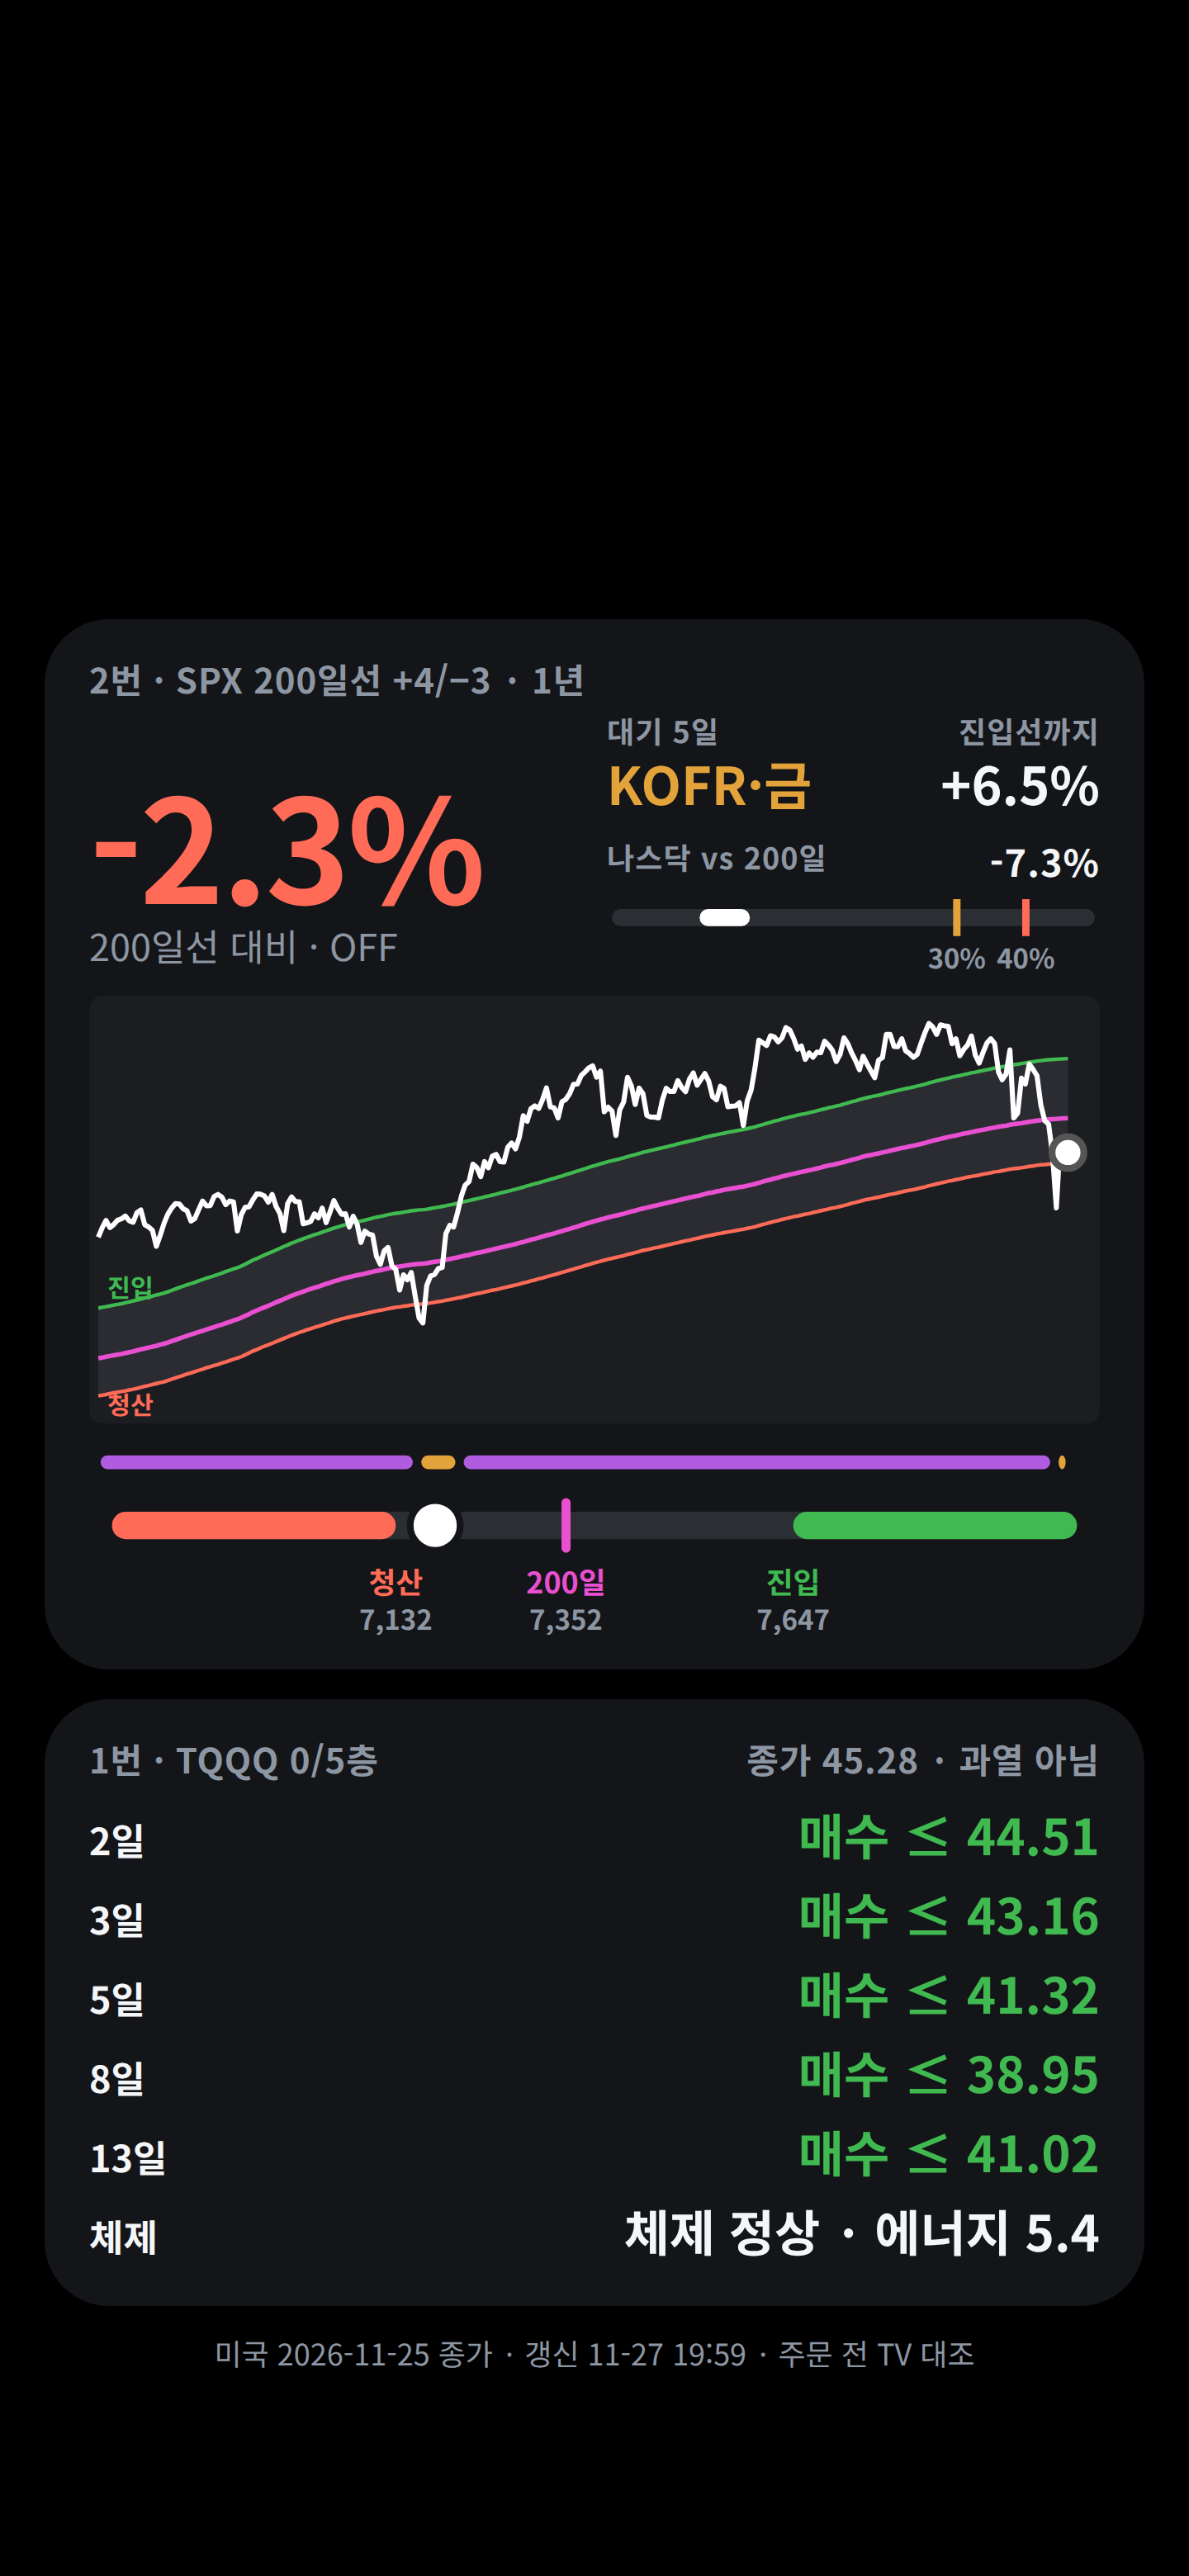 2번 · SPX 200일선 +4/−3 · 1년
대기 5일
진입선까지
KOFR·금
+6.5%
-2.3%
나스닥 vs 200일
-7.3%
200일선 대비 · OFF
30% 40%
진입
청산
청산
200일
진입
7,132
7,352
7,647
1번 · TQQQ 0/5층
종가 45.28 · 과열 아님
2일
매수 ≤ 44.51
3일
매수 ≤ 43.16
5일
매수 ≤ 41.32
8일
매수 ≤ 38.95
13일
매수 ≤ 41.02
체제
체제 정상 · 에너지 5.4
미국 2026-11-25 종가 · 갱신 11-27 19:59 · 주문 전 TV 대조